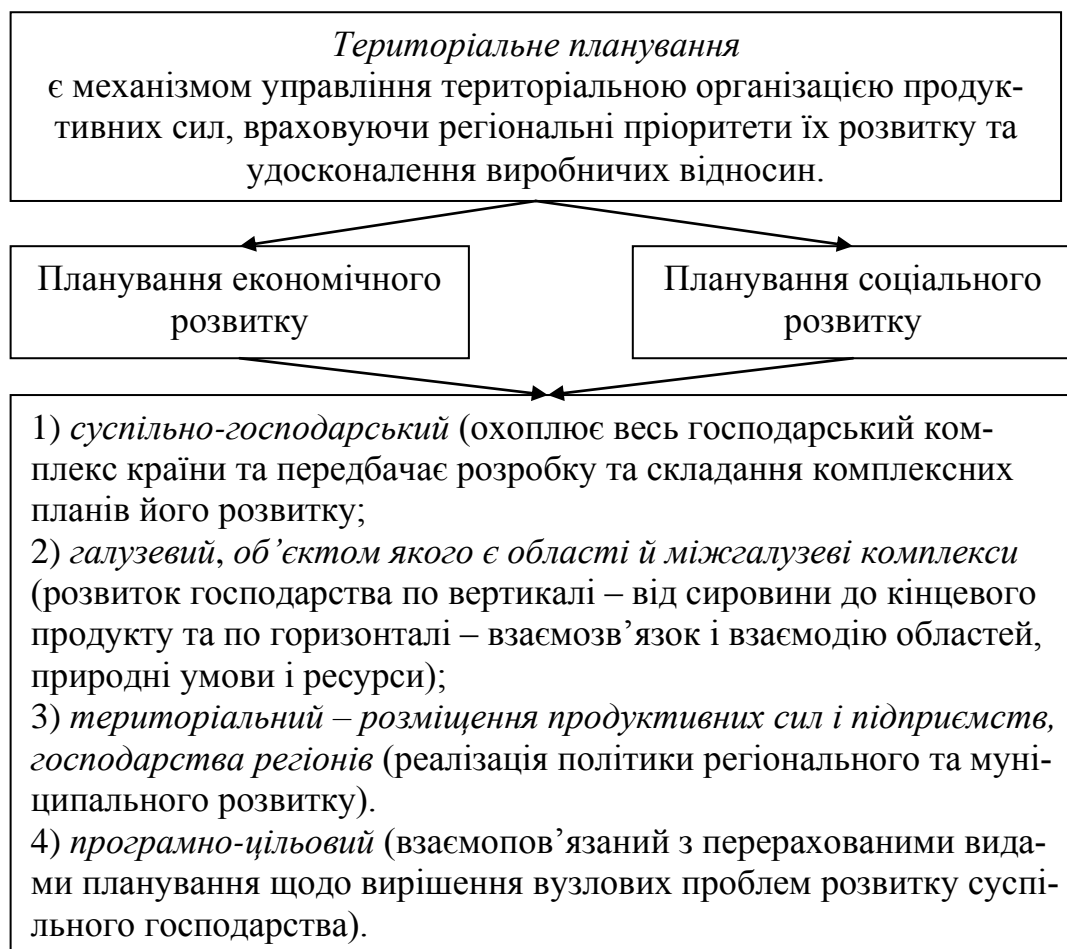 Територіальне планування
є механізмом управління територіальною організацією продук-
тивних сил, враховуючи регіональні пріоритети їх розвитку та
удосконалення виробничих відносин.
Планування економічного
розвитку
Планування соціального
розвитку
1) суспільно-господарський (охоплює весь господарський ком-
плекс країни та передбачає розробку та складання комплексних
планів його розвитку;
2) галузевий, об’єктом якого є області й міжгалузеві комплекси
(розвиток господарства по вертикалі – від сировини до кінцевого
продукту та по горизонталі – взаємозв’язок і взаємодію областей,
природні умови і ресурси);
3) територіальний – розміщення продуктивних сил і підприємств,
господарства регіонів (реалізація політики регіонального та муні-
ципального розвитку).
4) програмно-цільовий (взаємопов’язаний з перерахованими вида-
ми планування щодо вирішення вузлових проблем розвитку суспі-
льного господарства).